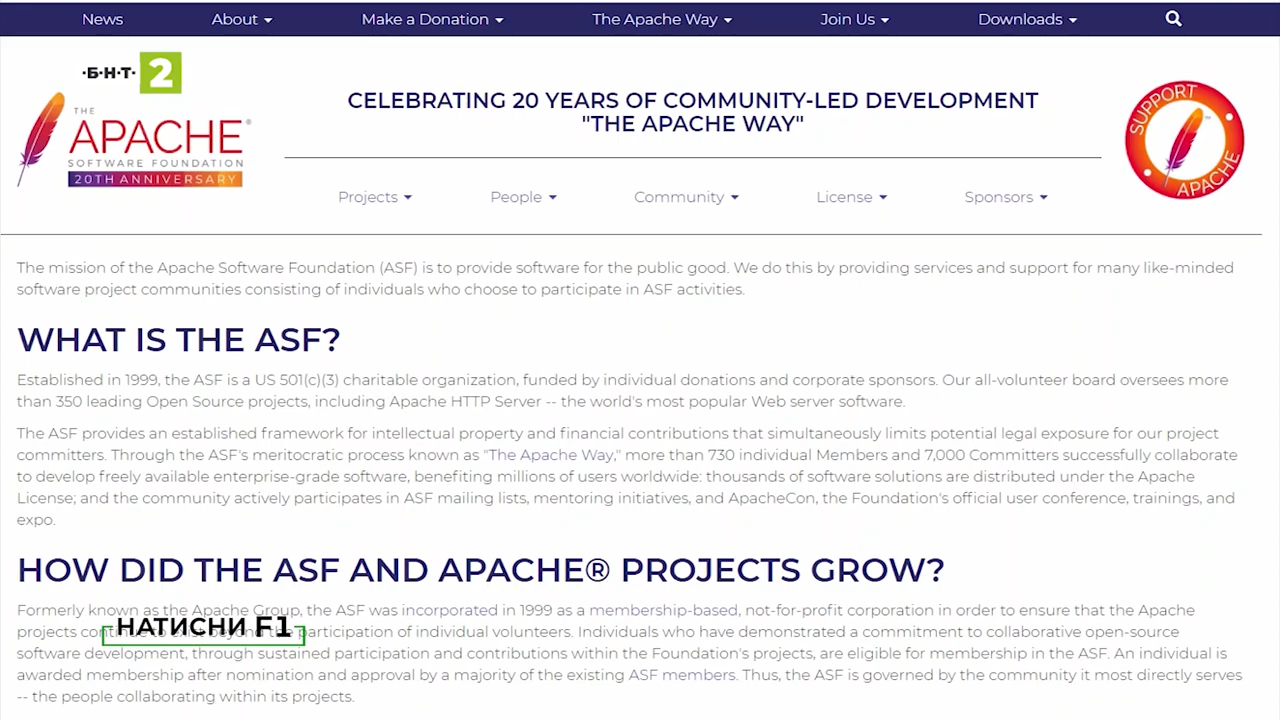 News About Make a Donation The Apache Way Join Us Downloads
·Б·Н·Т· 2
THE
APACHE®
SOFTWARE FOUNDATION
20TH ANNIVERSARY
CELEBRATING 20 YEARS OF COMMUNITY-LED DEVELOPMENT
"THE APACHE WAY"
SUPPORT
APACHE
Projects People Community License Sponsors
The mission of the Apache Software Foundation (ASF) is to provide software for the public good. We do this by providing services and support for many like-minded
software project communities consisting of individuals who choose to participate in ASF activities.
WHAT IS THE ASF?
Established in 1999, the ASF is a US 501(c)(3) charitable organization, funded by individual donations and corporate sponsors. Our all-volunteer board oversees more
than 350 leading Open Source projects, including Apache HTTP Server -- the world's most popular Web server software.
The ASF provides an established framework for intellectual property and financial contributions that simultaneously limits potential legal exposure for our project
committers. Through the ASF's meritocratic process known as "The Apache Way," more than 730 individual Members and 7,000 Committers successfully collaborate
to develop freely available enterprise-grade software, benefiting millions of users worldwide: thousands of software solutions are distributed under the Apache
License; and the community actively participates in ASF mailing lists, mentoring initiatives, and ApacheCon, the Foundation's official user conference, trainings, and
expo.
HOW DID THE ASF AND APACHE® PROJECTS GROW?
Formerly known as the Apache Group, the ASF was incorporated in 1999 as a membership-based, not-for-profit corporation in order to ensure that the Apache
НАТИСНИ F1
projects continue to exist beyond the participation of individual volunteers. Individuals who have demonstrated a commitment to collaborative open-source
software development, through sustained participation and contributions within the Foundation's projects, are eligible for membership in the ASF. An individual is
awarded membership after nomination and approval by a majority of the existing ASF members. Thus, the ASF is governed by the community it most directly serves
-- the people collaborating within its projects.